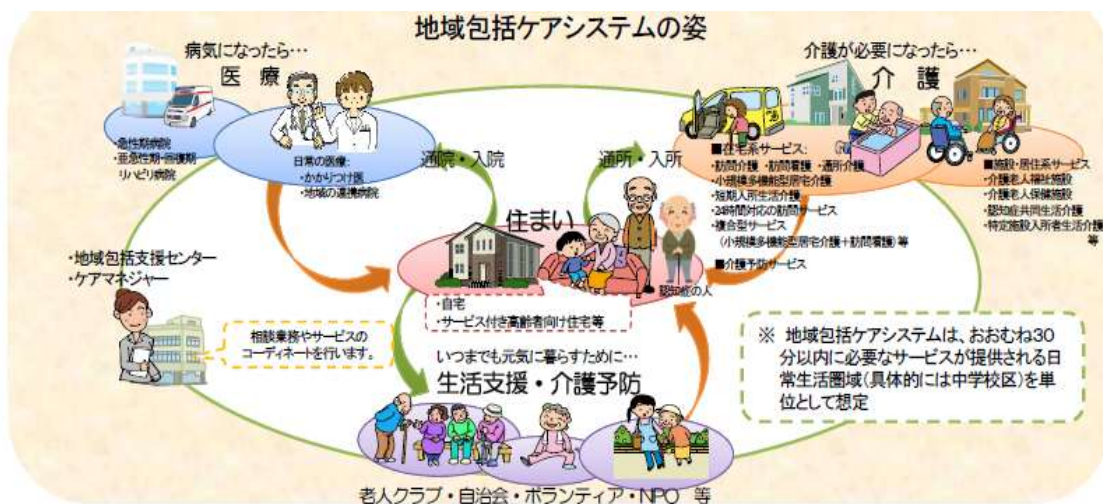 地域包括ケアシステムの姿
病気になったら…
医 療
・急性期病院
・亜急性期・回復期
リハビリ病院
日常の医療:
・かかりつけ医
・地域の連携病院
通院・入院
通所・入所
介護が必要になったら…
介 護
■在宅系サービス:
・訪問介護 ・訪問看護 ・通所介護
・小規模多機能型居宅介護
・短期入所生活介護
・24時間対応の訪問サービス
・複合型サービス
(小規模多機能型居宅介護+訪問看護) 等
■介護予防サービス
■施設・居住系サービス
・介護老人福祉施設
・介護老人保健施設
・認知症共同生活介護
・特定施設入所者生活介護
等
住まい
認知症の人
・自宅
・サービス付き高齢者向け住宅等
・地域包括支援センター
・ケアマネジャー
相談業務やサービスの
コーディネートを行います。
いつまでも元気に暮らすために…
生活支援・介護予防
老人クラブ・自治会・ボランティア・NPO 等
※ 地域包括ケアシステムは、おおむね30
分以内に必要なサービスが提供される日
常生活圏域(具体的には中学校区)を単
位として想定